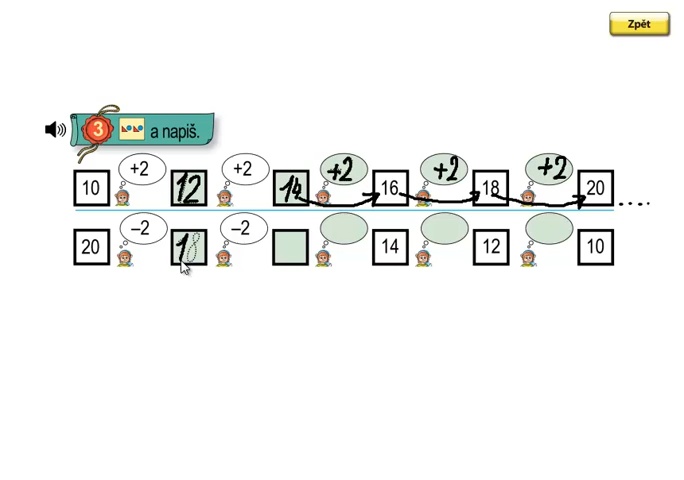 Zpět
3 a napiš.
+2 +2 +2 +2 +2
10 12 14 16 18 20 ....
–2 –2
20 18 14 12 10